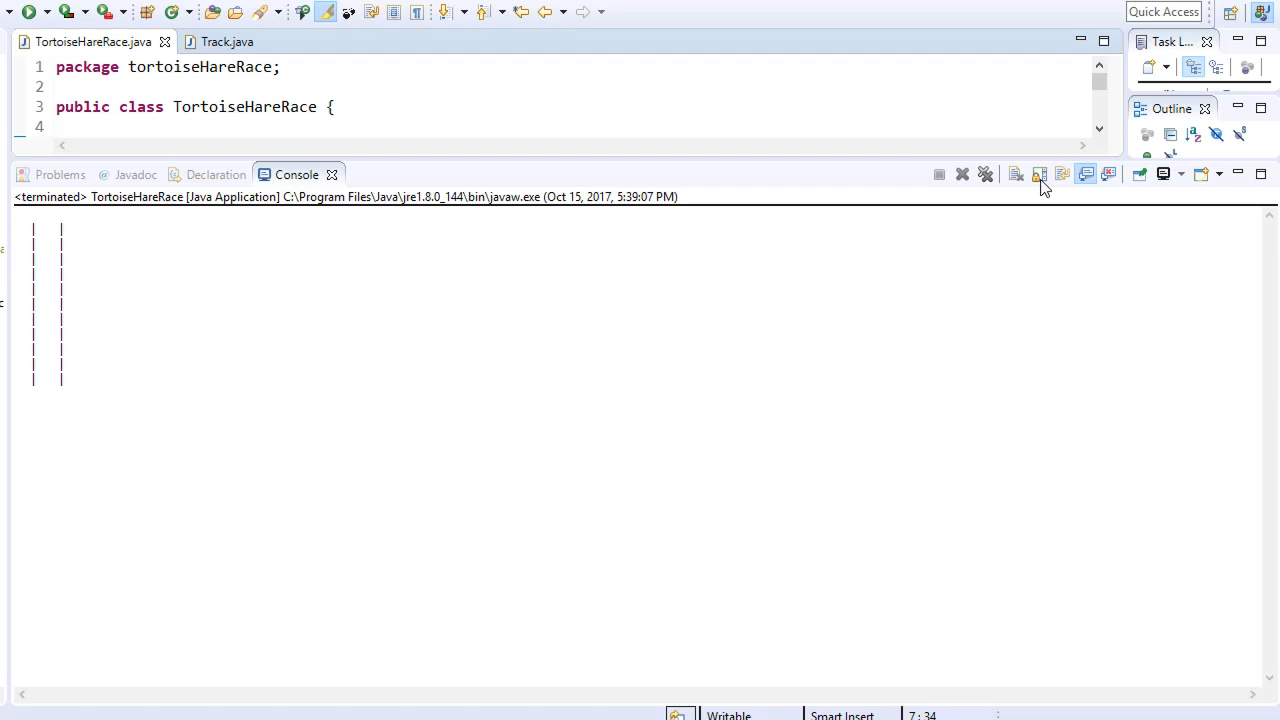 Quick Access
TortoiseHareRace.java Track.java Task L...
1 package tortoiseHareRace;
2
3 public class TortoiseHareRace {
4
Outline
Problems @ Javadoc Declaration Console
<terminated> TortoiseHareRace [Java Application] C:\Program Files\Java\jre1.8.0_144\bin\javaw.exe (Oct 15, 2017, 5:39:07 PM)
| |
| |
| |
| |
| |
| |
| |
| |
| |
| |
| |
Writable Smart Insert 7:34